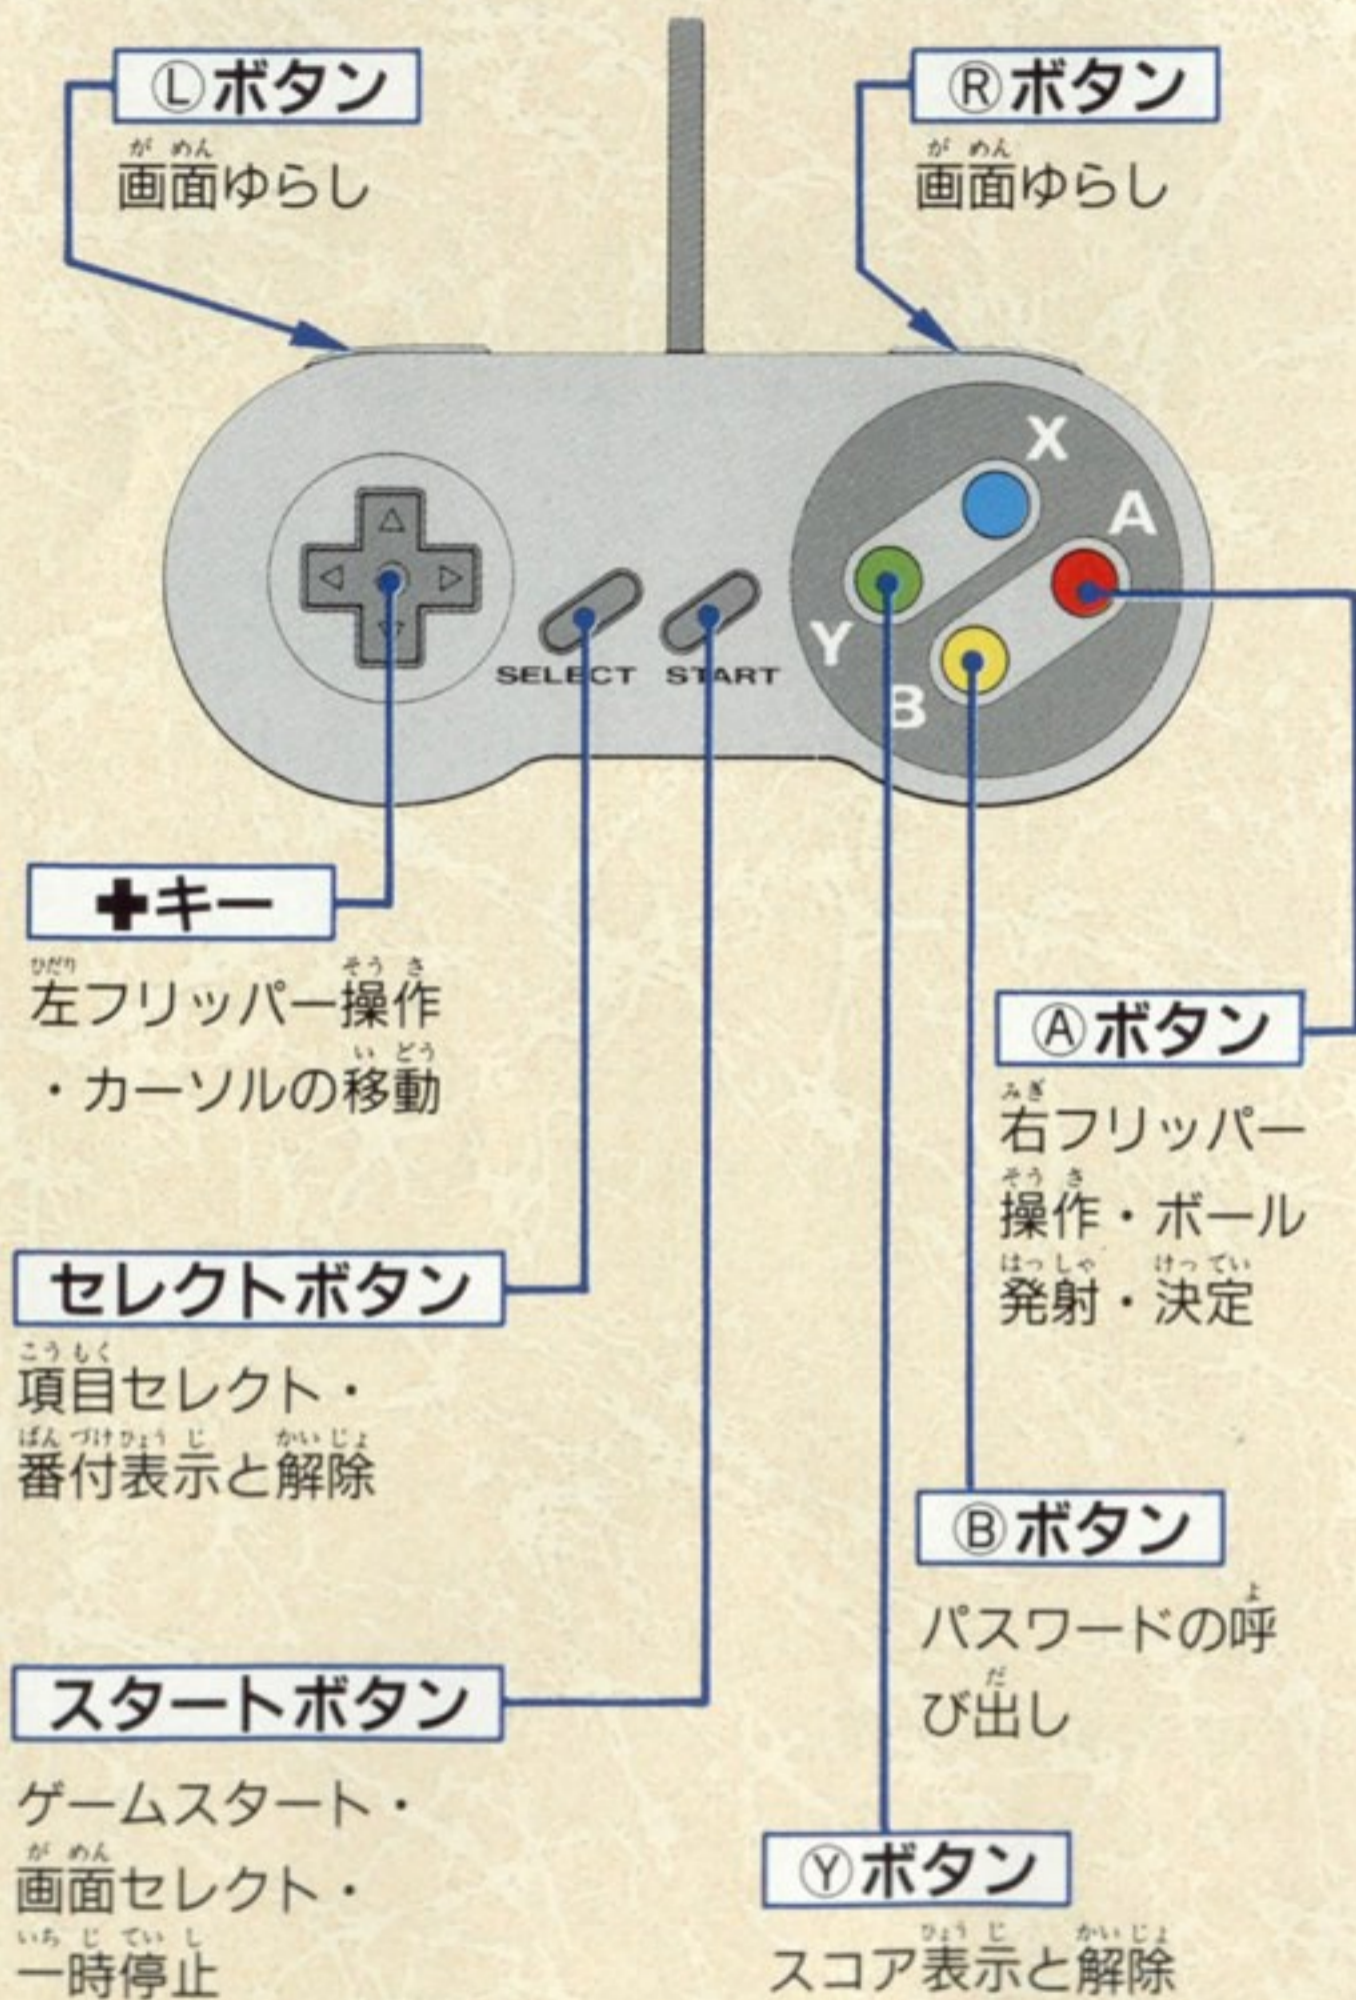 Ⓛボタン
画面ゆらし
Ⓡボタン
画面ゆらし
X
A
Y
B
SELECT START
✚キー
左フリッパー操作
・カーソルの移動
Ⓐボタン
右フリッパー
操作・ボール
発射・決定
セレクトボタン
項目セレクト・
番付表示と解除
Ⓑボタン
パスワードの呼
び出し
スタートボタン
ゲームスタート・
画面セレクト・
一時停止
Ⓨボタン
スコア表示と解除